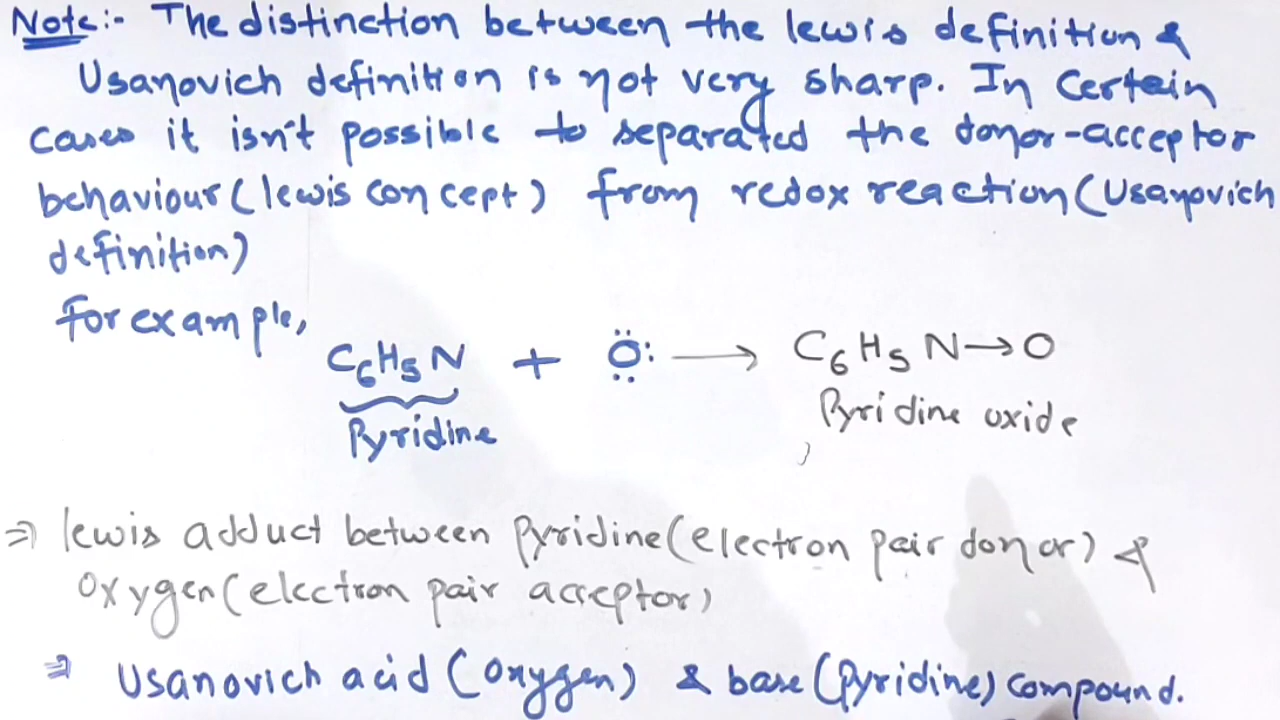 Note:- The distinction between the lewis definition &
Usanovich definition is not very sharp. In Certain
cases it isn't possible to separated the donor-acceptor
behaviour (lewis concept) from redox reaction (Usanovich
definition)
For example,
C₆H₅N + Ö: ⟶ C₆H₅N→O
Pyridine Pyridine oxide
⇒ lewis adduct between Pyridine (electron pair donor) &
Oxygen (electron pair acceptor)
⇒ Usanovich acid (Oxygen) & base (Pyridine) compound.